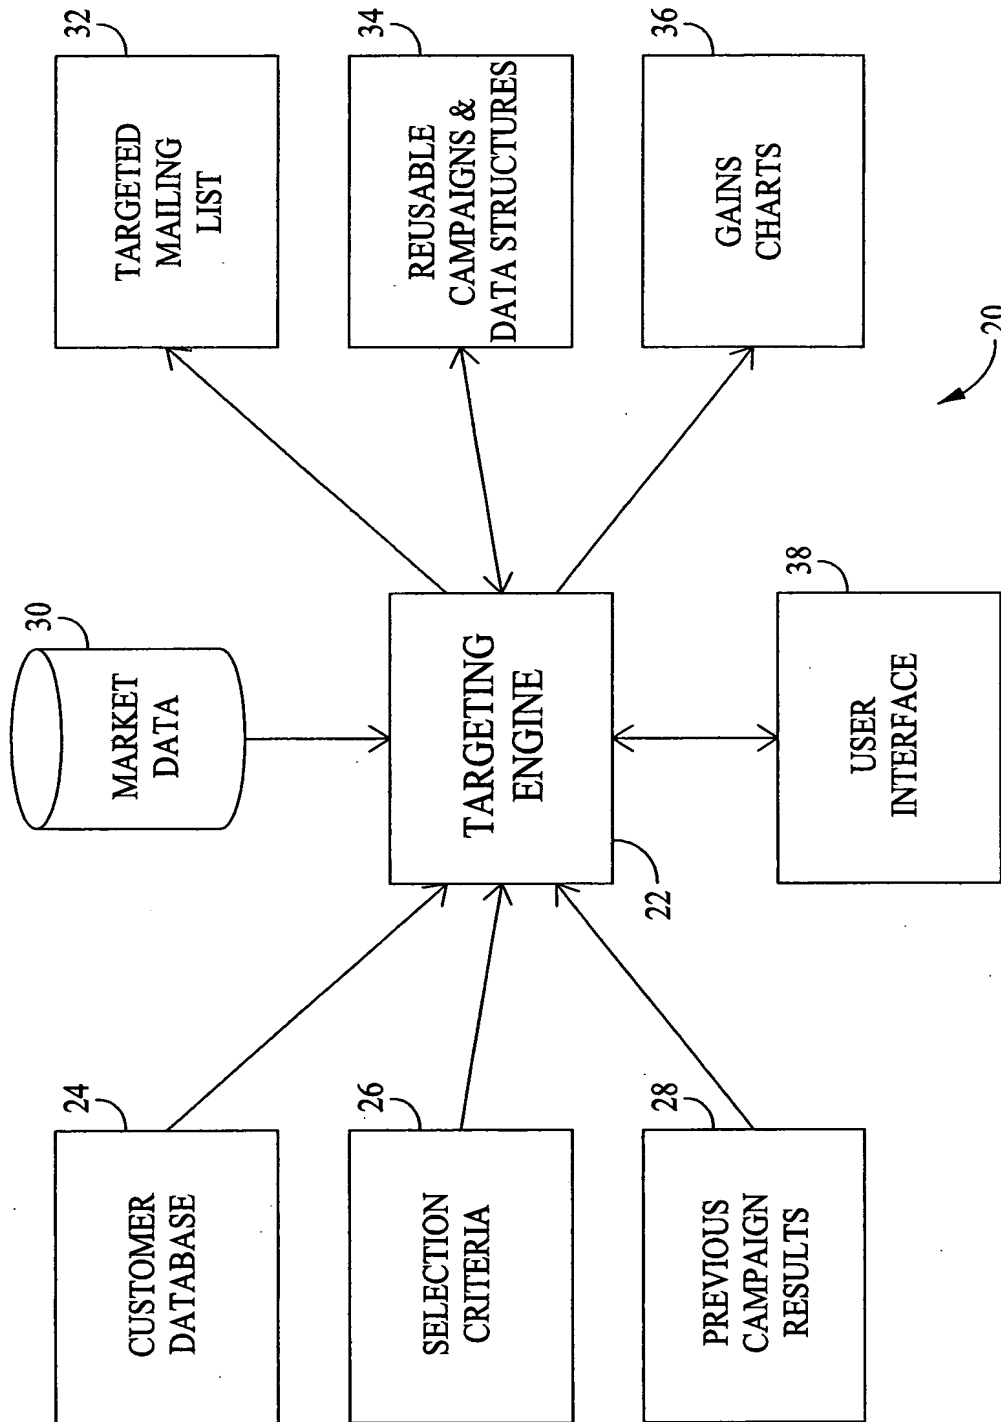 30
MARKET
DATA
24
CUSTOMER
DATABASE
32
TARGETED
MAILING
LIST
26
SELECTION
CRITERIA
TARGETING
ENGINE
22
34
REUSABLE
CAMPAIGNS &
DATA STRUCTURES
28
PREVIOUS
CAMPAIGN
RESULTS
36
GAINS
CHARTS
38
USER
INTERFACE
20